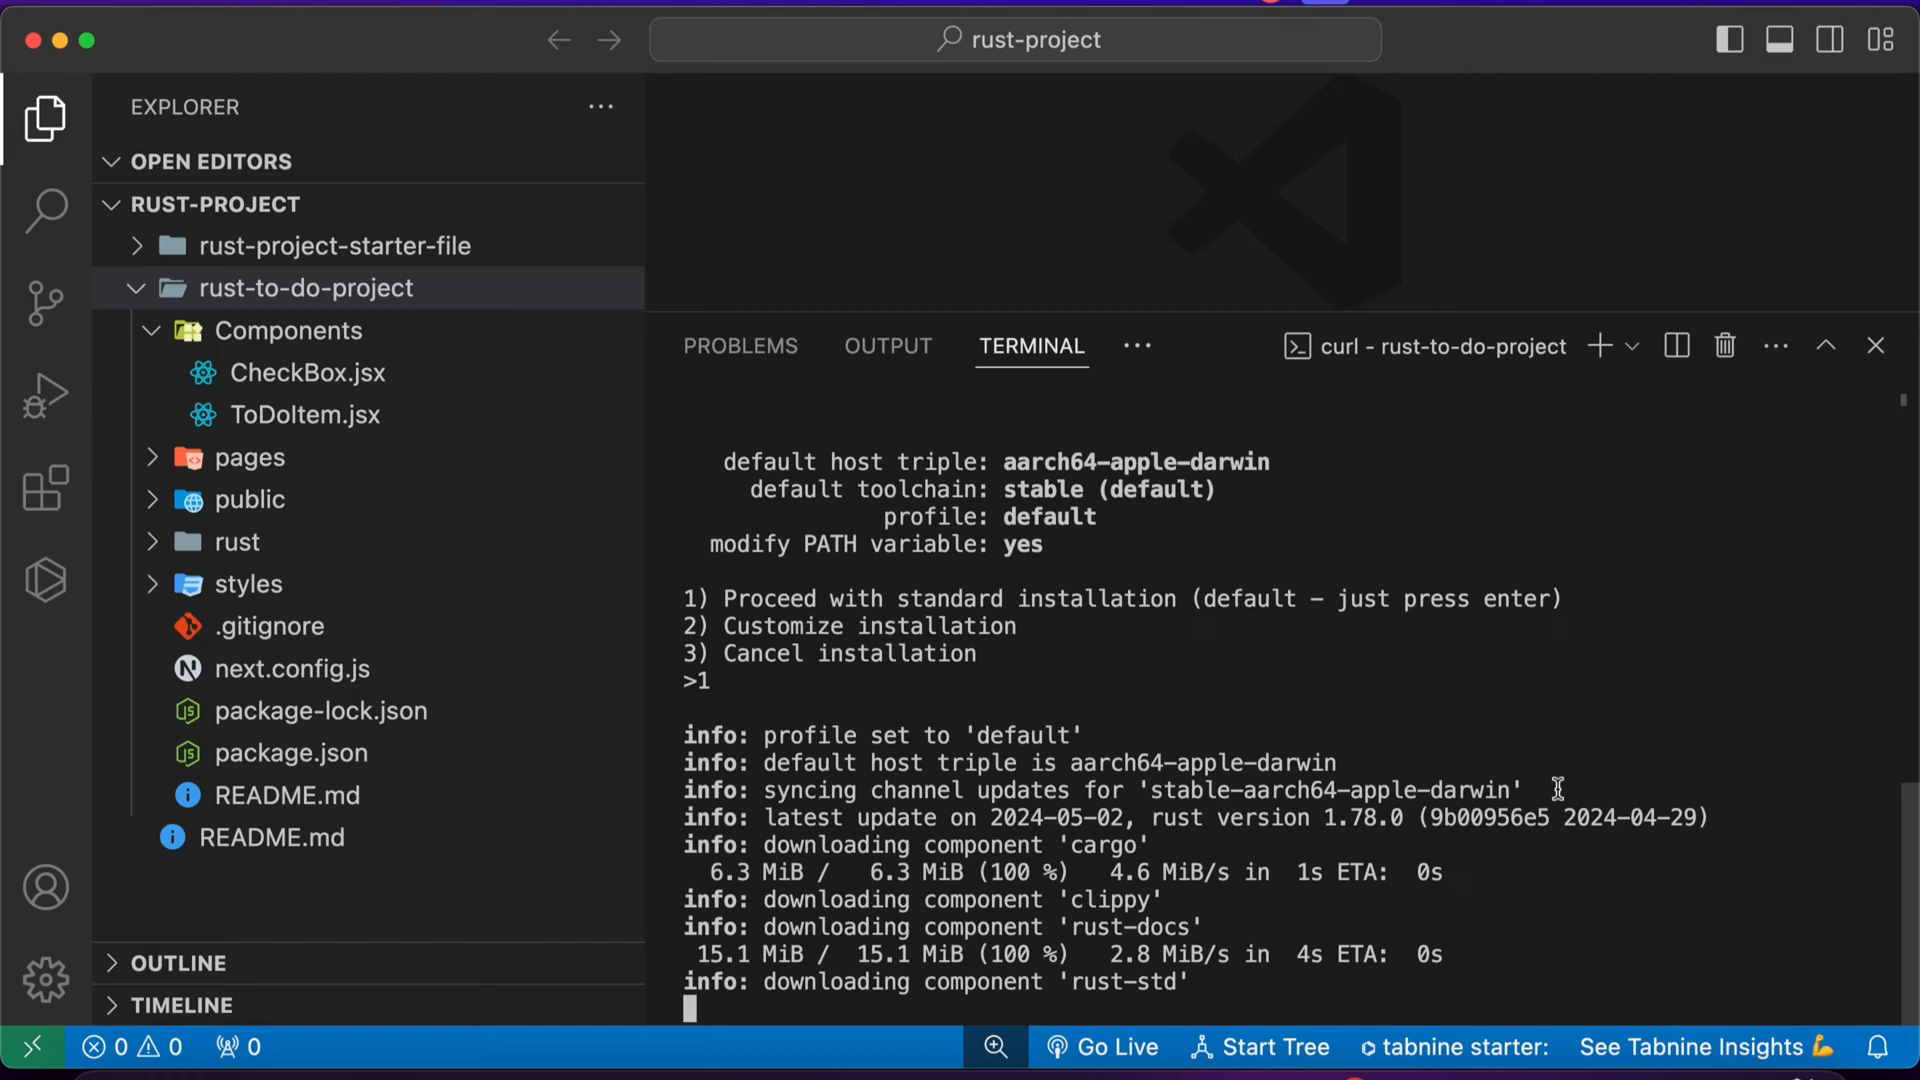 rust-project
EXPLORER
OPEN EDITORS
RUST-PROJECT
rust-project-starter-file
rust-to-do-project
Components
CheckBox.jsx
ToDoItem.jsx
pages
public
rust
styles
.gitignore
next.config.js
package-lock.json
package.json
README.md
README.md
OUTLINE
TIMELINE
PROBLEMS OUTPUT TERMINAL ··· curl - rust-to-do-project
default host triple: aarch64-apple-darwin
default toolchain: stable (default)
profile: default
modify PATH variable: yes
1) Proceed with standard installation (default - just press enter)
2) Customize installation
3) Cancel installation
>1
info: profile set to 'default'
info: default host triple is aarch64-apple-darwin
info: syncing channel updates for 'stable-aarch64-apple-darwin'
info: latest update on 2024-05-02, rust version 1.78.0 (9b00956e5 2024-04-29)
info: downloading component 'cargo'
6.3 MiB / 6.3 MiB (100 %) 4.6 MiB/s in 1s ETA: 0s
info: downloading component 'clippy'
info: downloading component 'rust-docs'
15.1 MiB / 15.1 MiB (100 %) 2.8 MiB/s in 4s ETA: 0s
info: downloading component 'rust-std'
0 0 0 Go Live Start Tree tabnine starter: See Tabnine Insights 💪